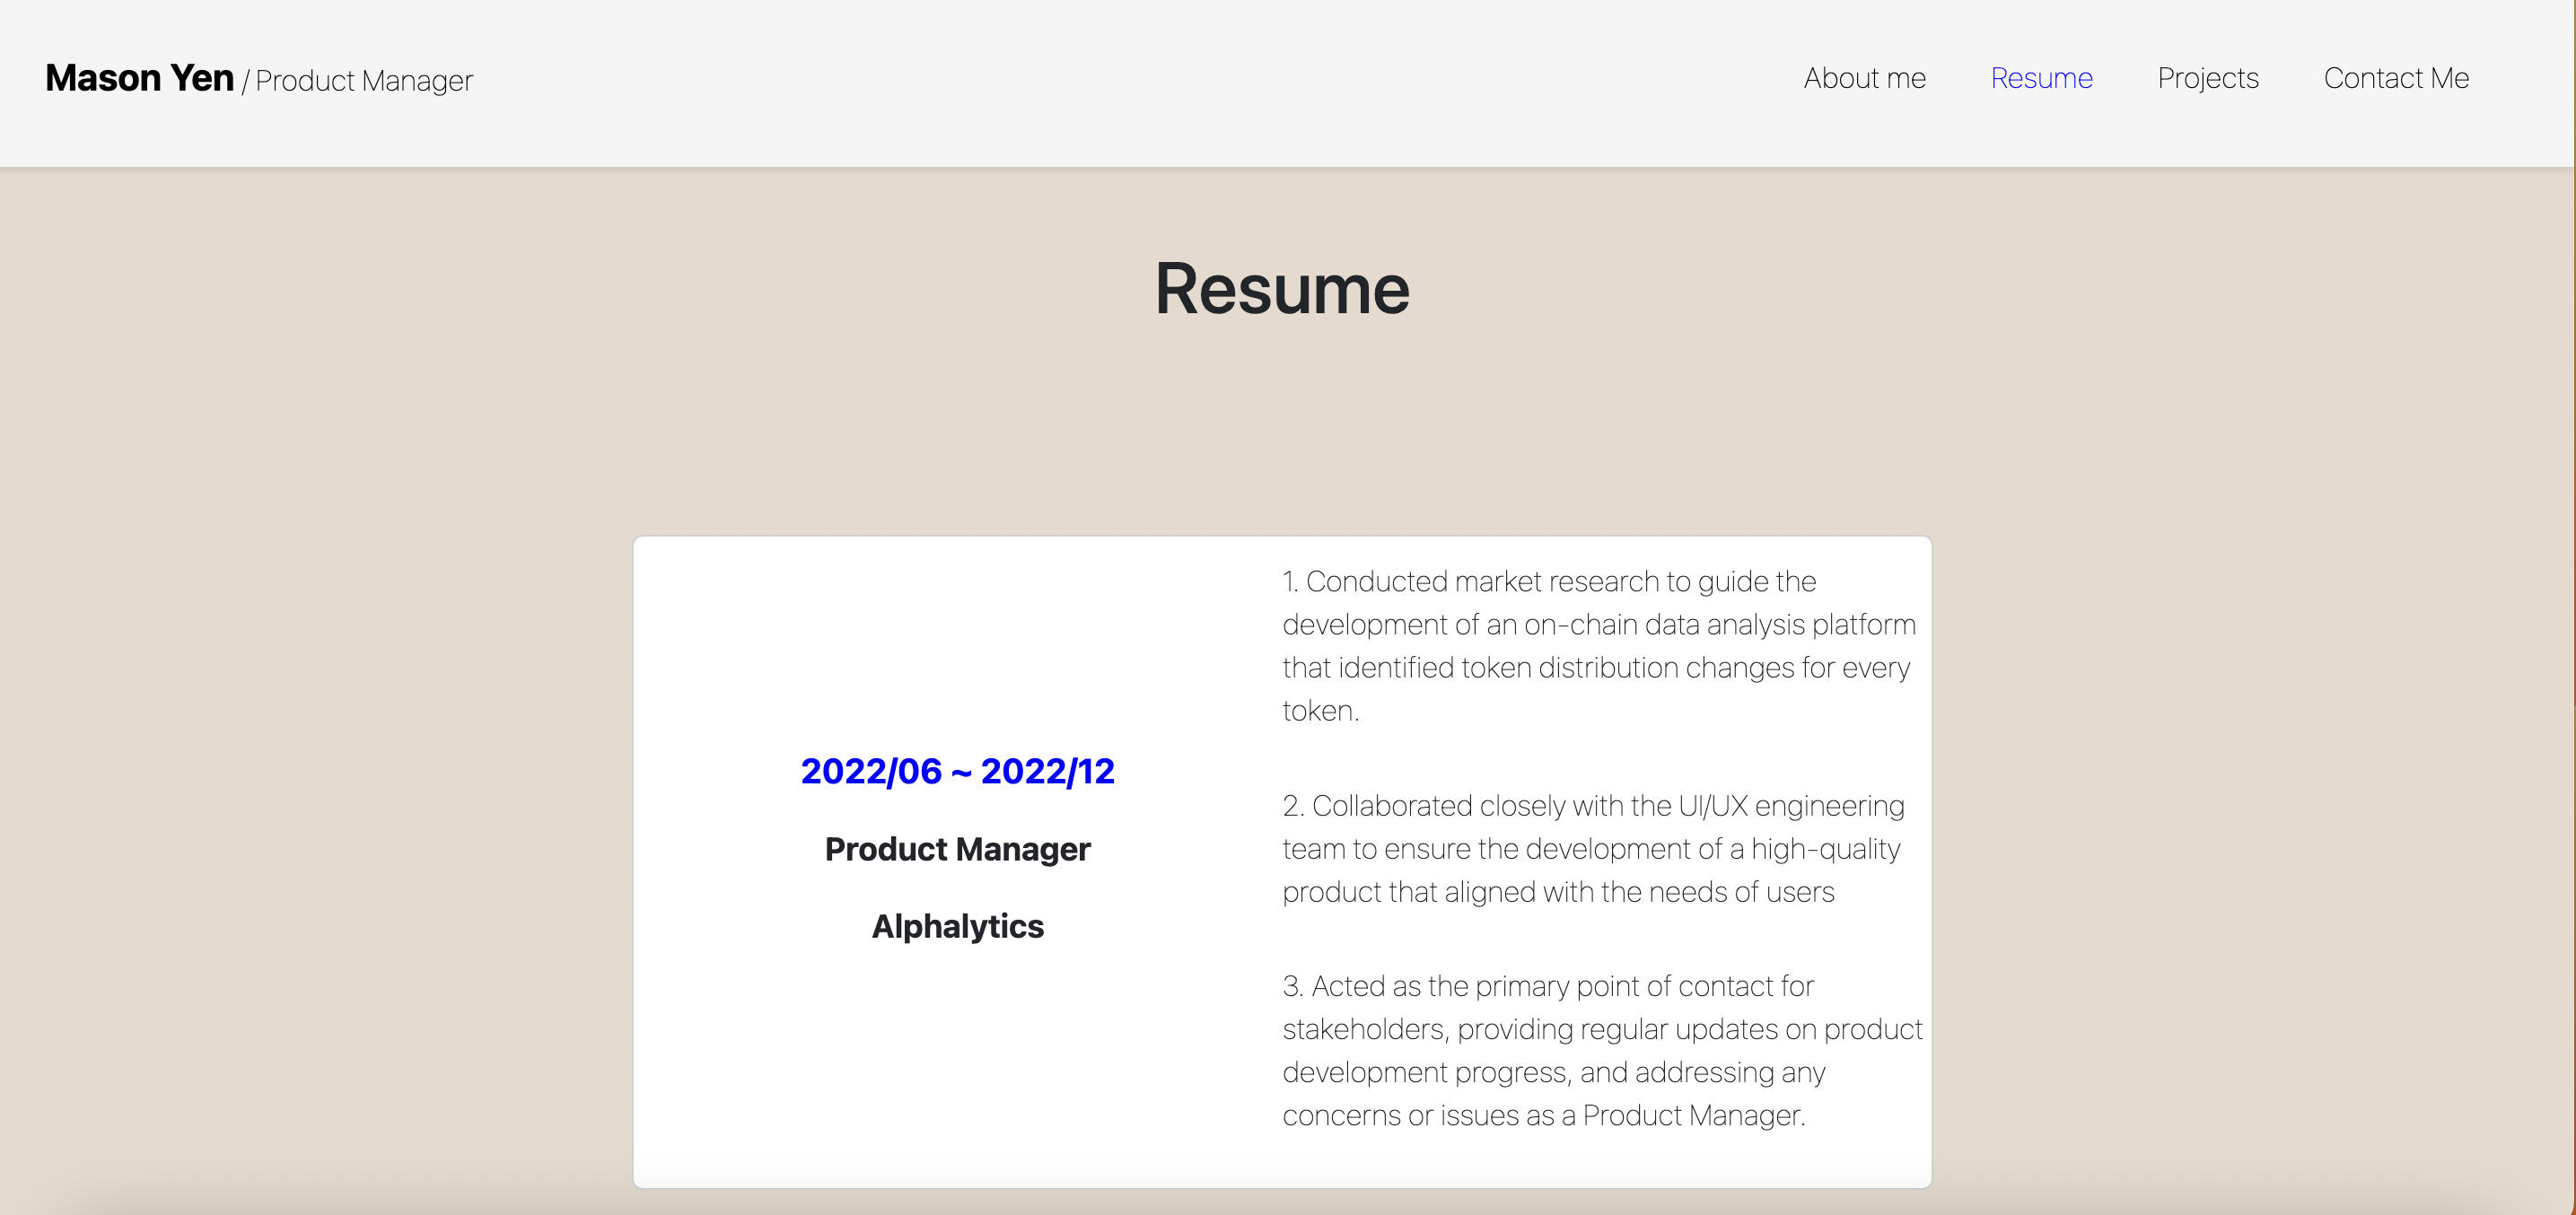 Mason Yen / Product Manager
About me
Resume
Projects
Contact Me
Resume
2022/06 ~ 2022/12
Product Manager
Alphalytics
1. Conducted market research to guide the
development of an on-chain data analysis platform
that identified token distribution changes for every
token.
2. Collaborated closely with the UI/UX engineering
team to ensure the development of a high-quality
product that aligned with the needs of users
3. Acted as the primary point of contact for
stakeholders, providing regular updates on product
development progress, and addressing any
concerns or issues as a Product Manager.